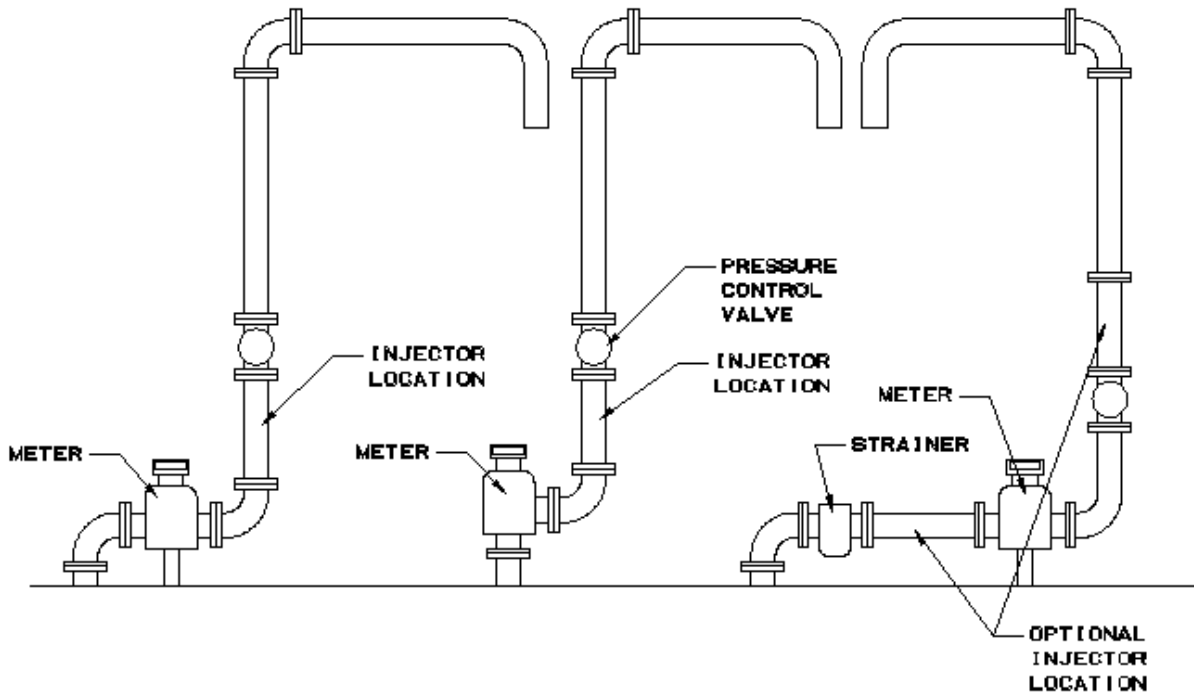 PRESSURE
CONTROL
VALVE
INJECTOR
LOCATION
INJECTOR
LOCATION
METER
METER
METER
STRAINER
OPTIONAL
INJECTOR
LOCATION